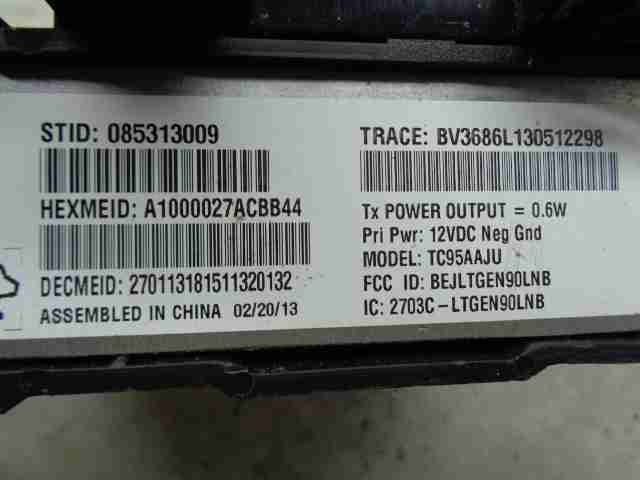 STID: 085313009
HEXMEID: A1000027ACBB44
DECMEID: 270113181511320132
ASSEMBLED IN CHINA 02/20/13
TRACE: BV3686L130512298
Tx POWER OUTPUT = 0.6W
Pri Pwr: 12VDC Neg Gnd
MODEL: TC95AAJU
FCC ID: BEJLTGEN90LNB
IC: 2703C-LTGEN90LNB